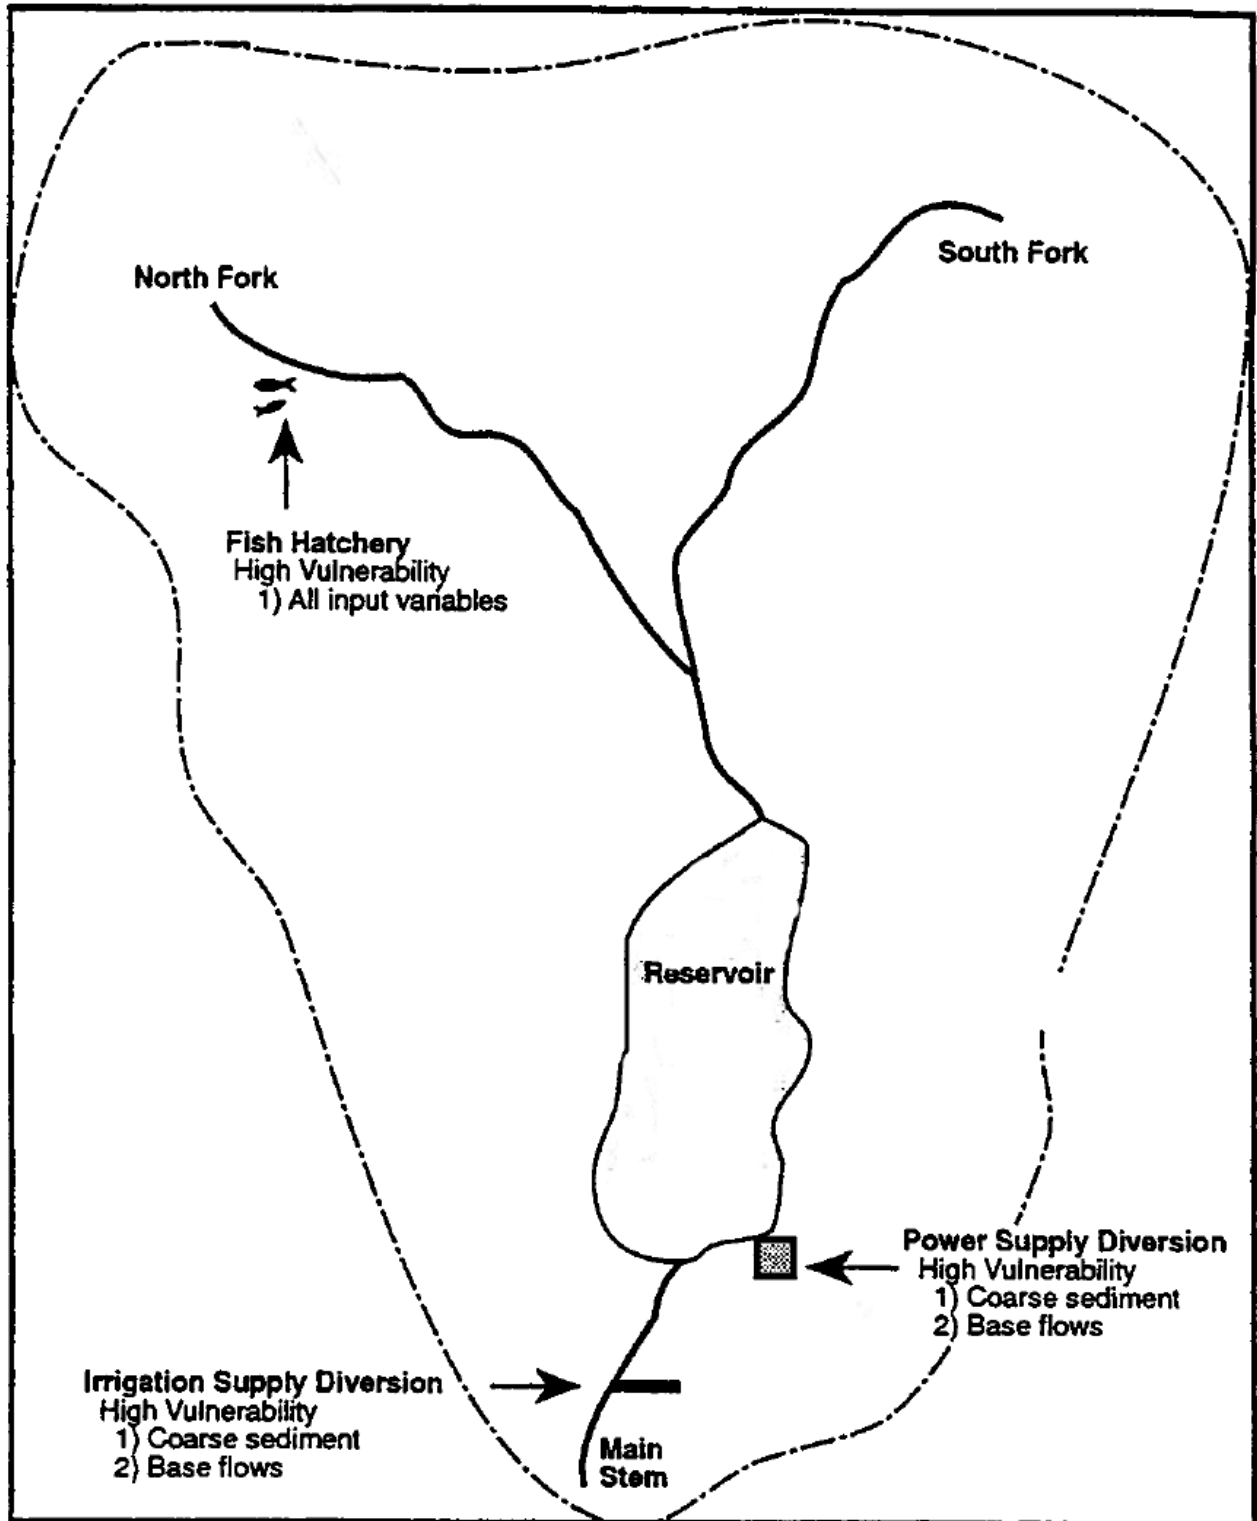 South Fork
North Fork
Fish Hatchery
High Vulnerability
1) All input variables
Reservoir
Power Supply Diversion
High Vulnerability
1) Coarse sediment
2) Base flows
Irrigation Supply Diversion
High Vulnerability
1) Coarse sediment
2) Base flows
Main
Stem